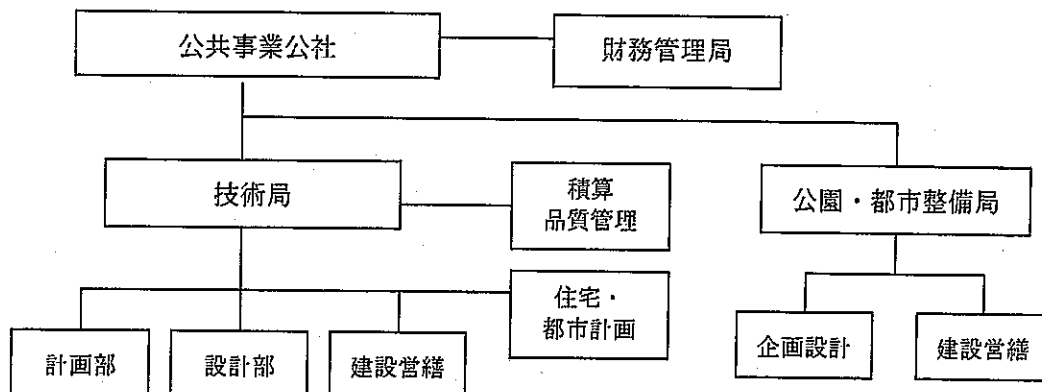 公共事業公社
財務管理局
技術局
積算
品質管理
公園・都市整備局
住宅・
都市計画
計画部
設計部
建設営繕
企画設計
建設営繕